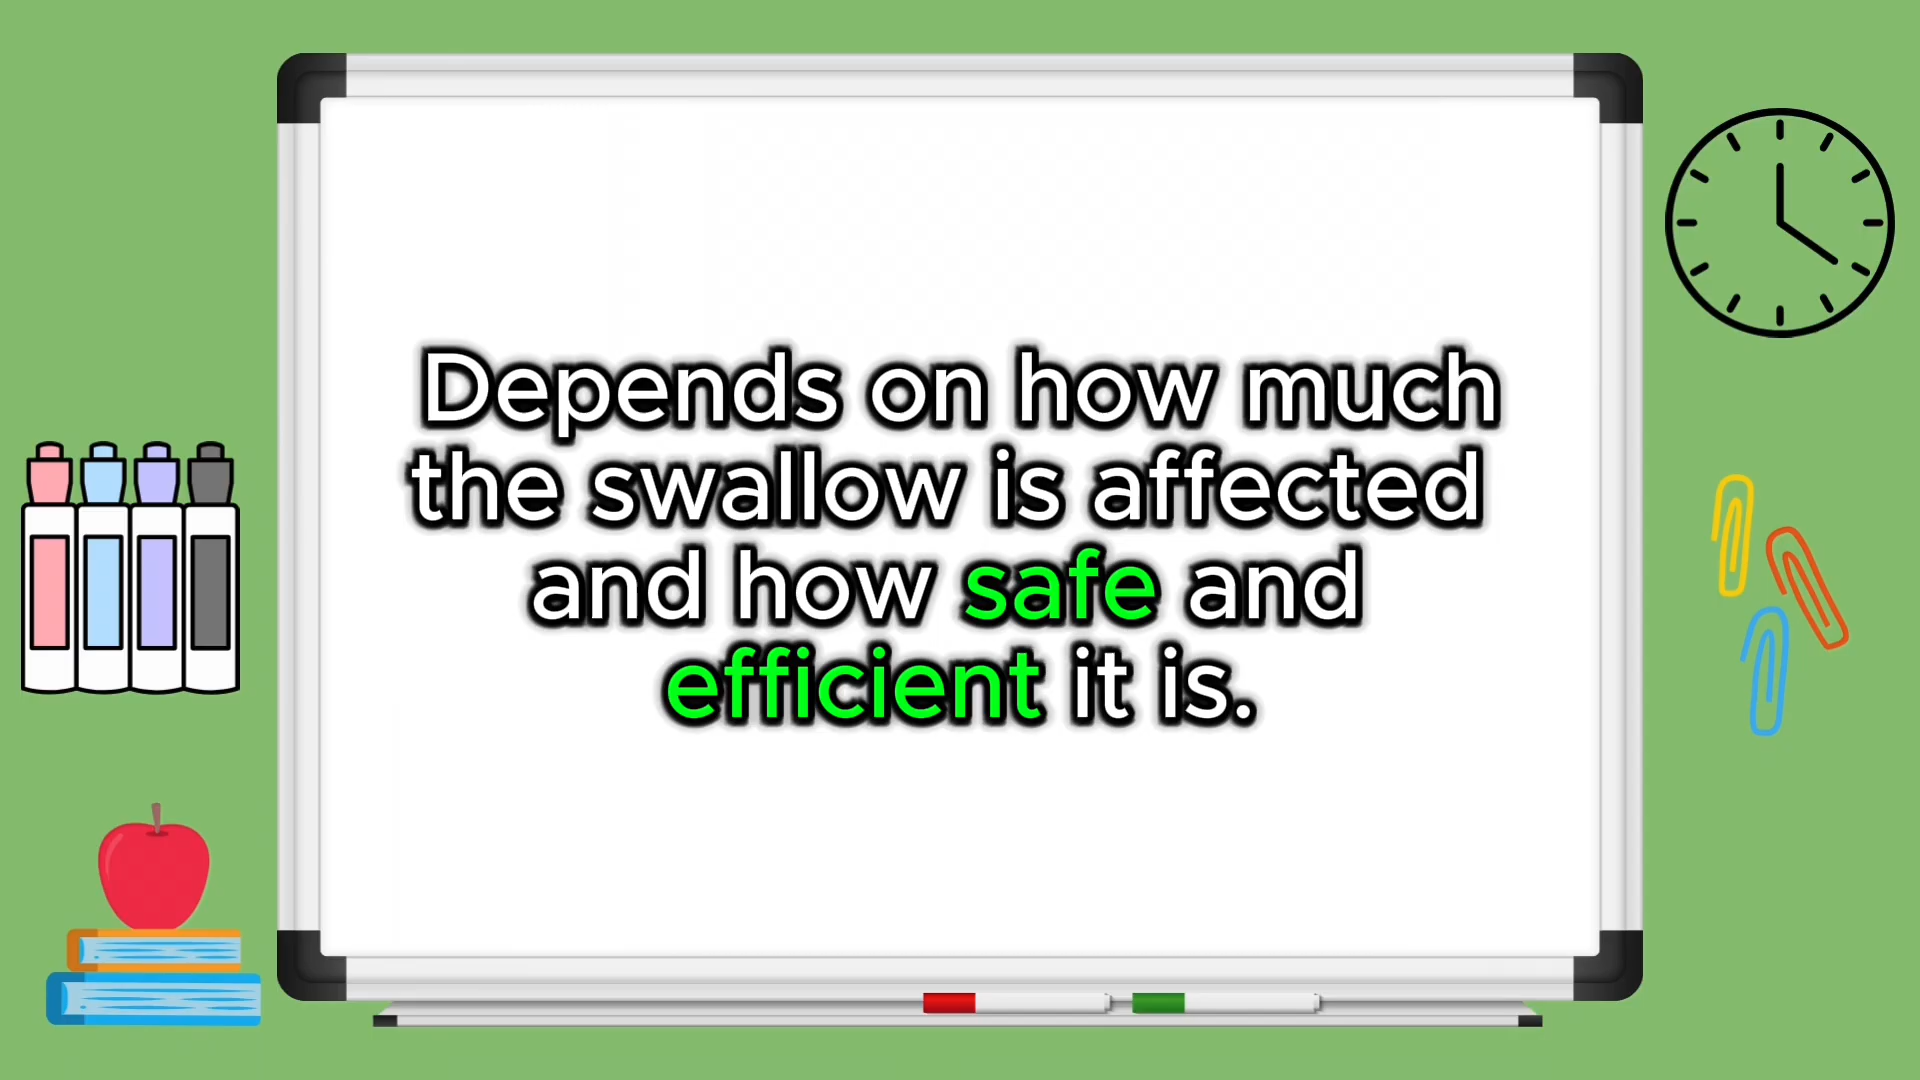 Depends on how much
the swallow is affected
and how safe and
efficient it is.